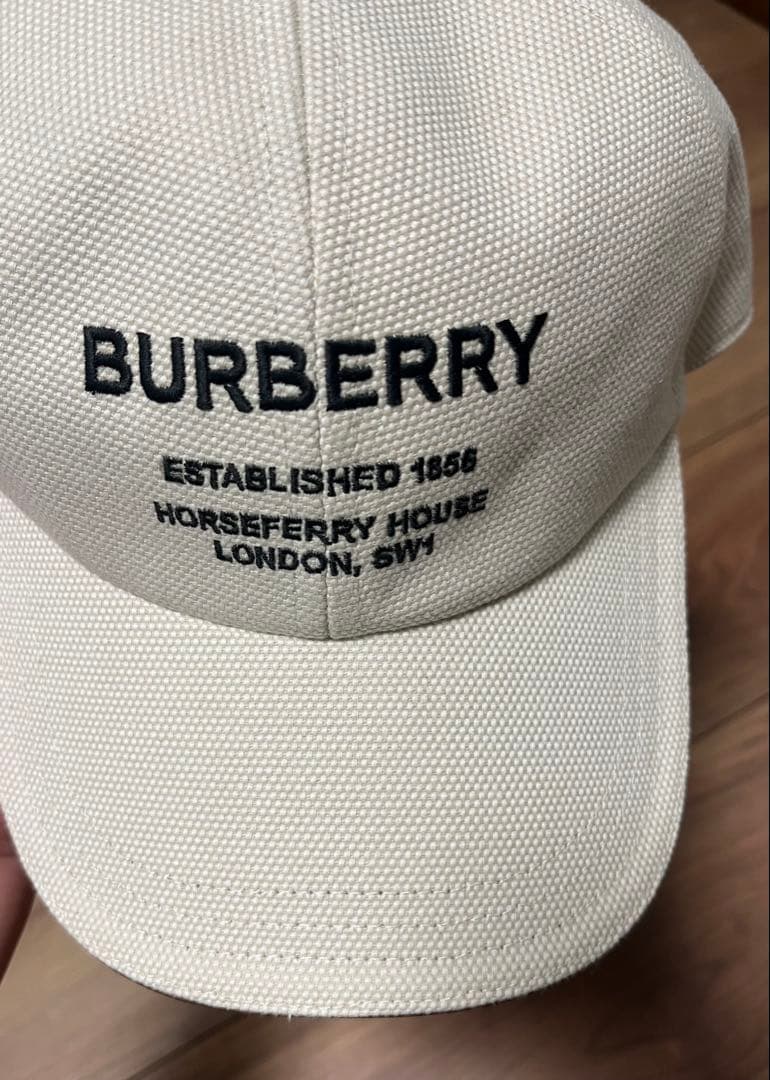 BURBERRY
ESTABLISHED 1856
HORSEFERRY HOUSE
LONDON, SW1